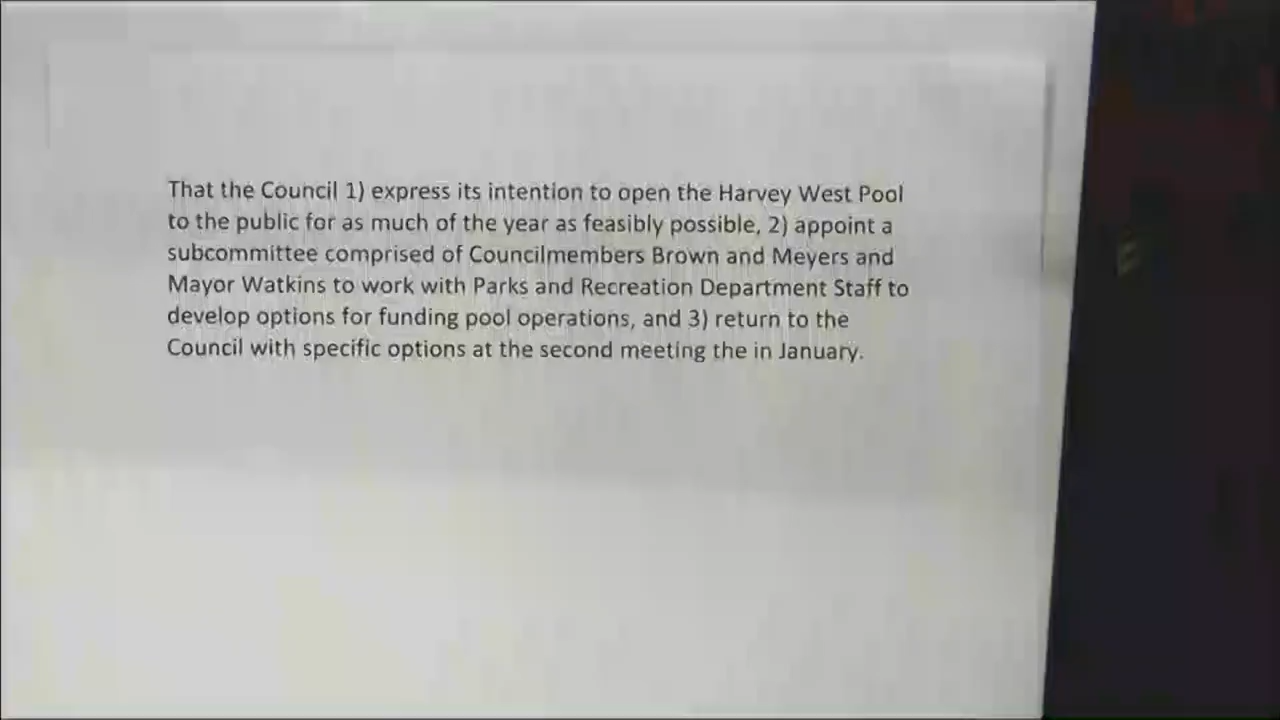 That the Council 1) express its intention to open the Harvey West Pool
to the public for as much of the year as feasibly possible, 2) appoint a
subcommittee comprised of Councilmembers Brown and Meyers and
Mayor Watkins to work with Parks and Recreation Department Staff to
develop options for funding pool operations, and 3) return to the
Council with specific options at the second meeting the in January.